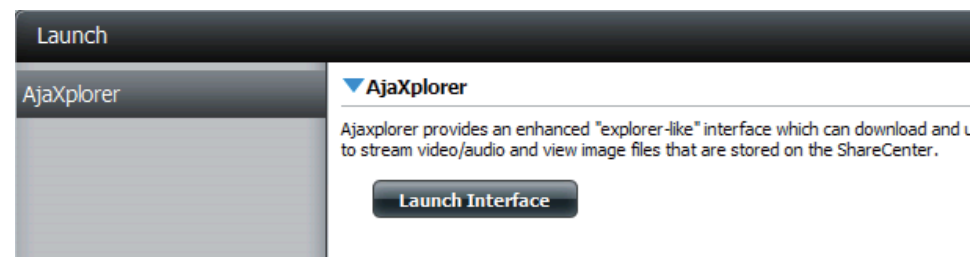 Launch
AjaXplorer
AjaXplorer
Ajaxplorer provides an enhanced "explorer-like" interface which can download and
to stream video/audio and view image files that are stored on the ShareCenter.
Launch Interface